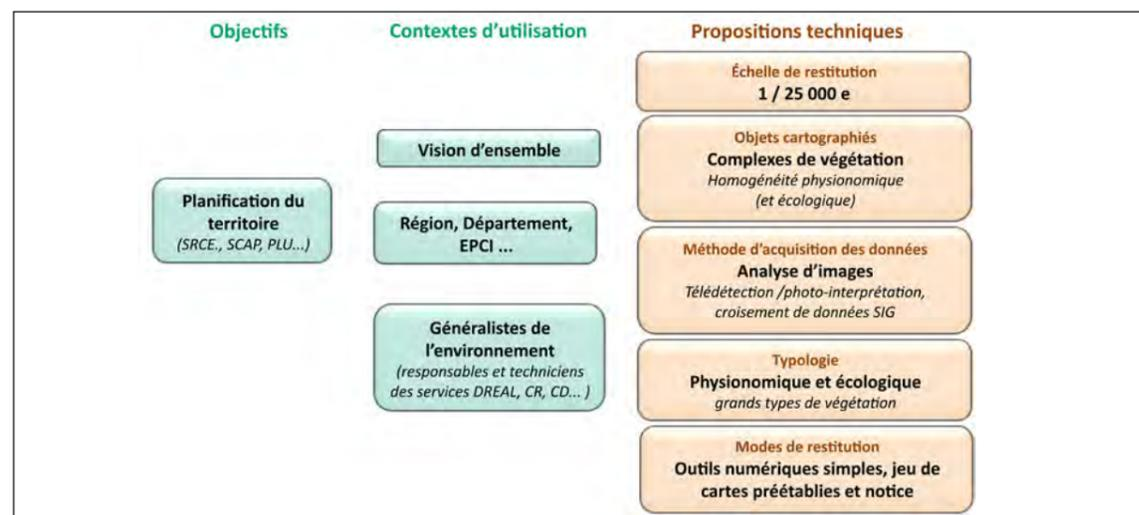 Objectifs
Contextes d'utilisation
Propositions techniques
Planification du
territoire
(SRCE., SCAP, PLU...)
Vision d'ensemble
Région, Département,
EPCI ...
Généralistes de
l'environnement
(responsables et techniciens
des services DREAL, CR, CD... )
Échelle de restitution
1 / 25 000 e
Objets cartographiés
Complexes de végétation
Homogénéité physionomique
(et écologique)
Méthode d'acquisition des données
Analyse d'images
Télédétection /photo-interprétation,
croisement de données SIG
Typologie
Physionomique et écologique
grands types de végétation
Modes de restitution
Outils numériques simples, jeu de
cartes préétablies et notice